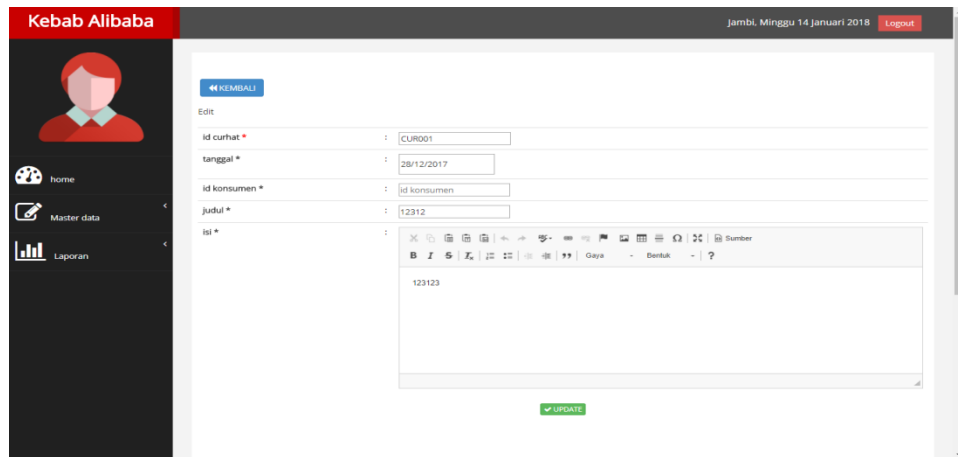 Kebab Alibaba
Jambi, Minggu 14 Januari 2018 Logout
KEMBALI
Edit
id curhat * : CUR001
tanggal * : 28/12/2017
id konsumen * : id konsumen
judul * : 12312
isi * :
Sumber
B I S Ix Gaya Bentuk ?
123123
UPDATE
home
Master data
Laporan